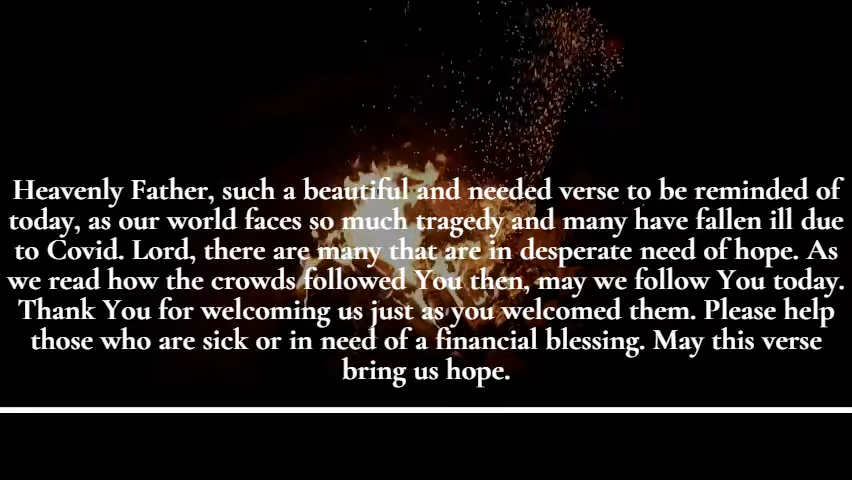 Heavenly Father, such a beautiful and needed verse to be reminded of
today, as our world faces so much tragedy and many have fallen ill due
to Covid. Lord, there are many that are in desperate need of hope. As
we read how the crowds followed You then, may we follow You today.
Thank You for welcoming us just as you welcomed them. Please help
those who are sick or in need of a financial blessing. May this verse
bring us hope.